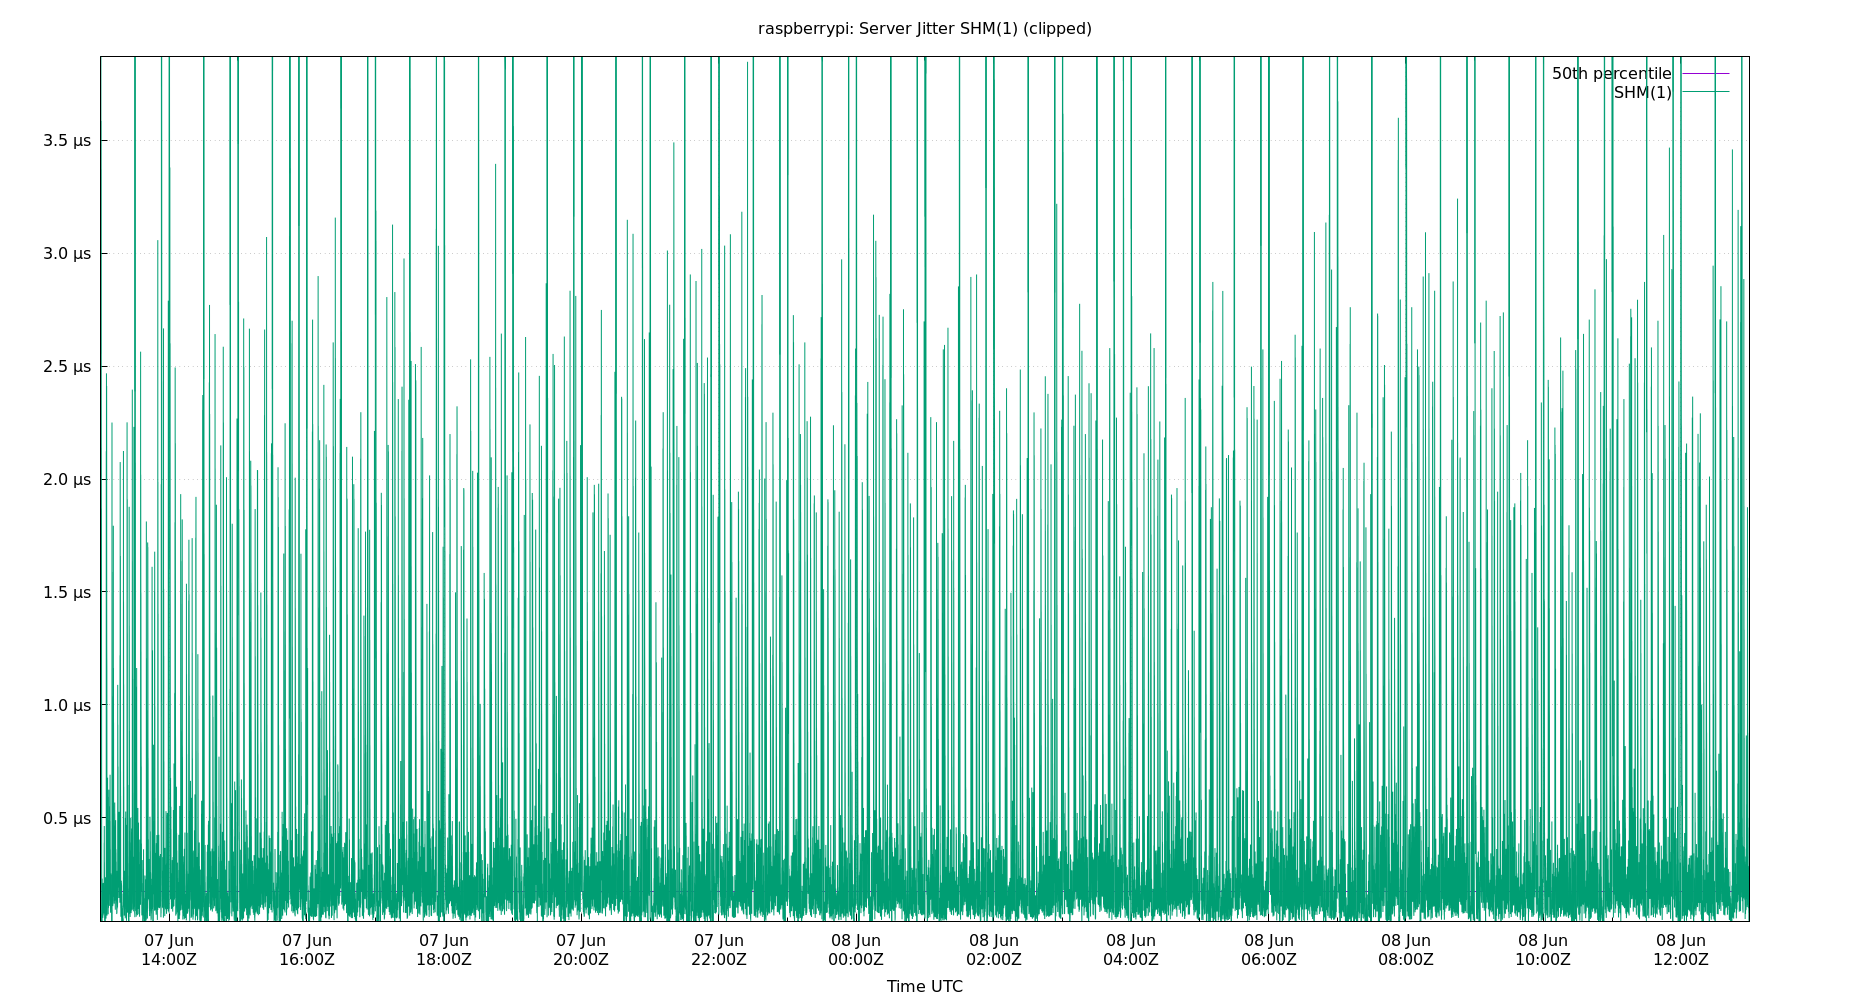 raspberrypi: Server Jitter SHM(1) (clipped)
50th percentile
SHM(1)
3.5 µs
3.0 µs
2.5 µs
2.0 µs
1.5 µs
1.0 µs
0.5 µs
07 Jun 07 Jun 07 Jun 07 Jun 07 Jun 08 Jun 08 Jun 08 Jun 08 Jun 08 Jun 08 Jun 08 Jun
14:00Z 16:00Z 18:00Z 20:00Z 22:00Z 00:00Z 02:00Z 04:00Z 06:00Z 08:00Z 10:00Z 12:00Z
Time UTC